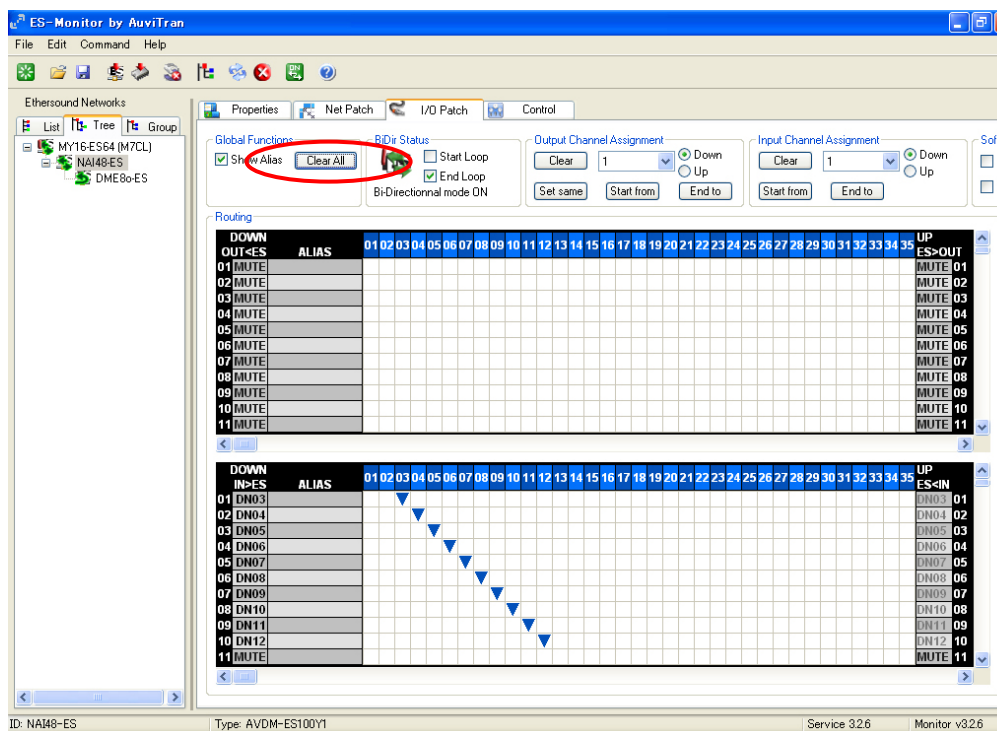 ES-Monitor by AuviTran
File Edit Command Help
Ethersound Networks
List Tree Group
MY16-ES64 (M7CL)
NAI48-ES
DME8o-ES
Properties Net Patch I/O Patch Control
Global Functions
Show Alias Clear All
BiDir Status
Start Loop
End Loop
Bi-Directionnal mode ON
Output Channel Assignment
Clear 1 Down
Up
Set same Start from End to
Input Channel Assignment
Clear 1 Down
Up
Start from End to
Sof
Routing
DOWN
OUT<ES ALIAS 01 02 03 04 05 06 07 08 09 10 11 12 13 14 15 16 17 18 19 20 21 22 23 24 25 26 27 28 29 30 31 32 33 34 35 UP
ES>OUT
01 MUTE MUTE 01
02 MUTE MUTE 02
03 MUTE MUTE 03
04 MUTE MUTE 04
05 MUTE MUTE 05
06 MUTE MUTE 06
07 MUTE MUTE 07
08 MUTE MUTE 08
09 MUTE MUTE 09
10 MUTE MUTE 10
11 MUTE MUTE 11
DOWN
IN>ES ALIAS 01 02 03 04 05 06 07 08 09 10 11 12 13 14 15 16 17 18 19 20 21 22 23 24 25 26 27 28 29 30 31 32 33 34 35 UP
ES<IN
01 DN03 DN03 01
02 DN04 DN04 02
03 DN05 DN05 03
04 DN06 DN06 04
05 DN07 DN07 05
06 DN08 DN08 06
07 DN09 DN09 07
08 DN10 DN10 08
09 DN11 DN11 09
10 DN12 DN12 10
11 MUTE MUTE 11
ID: NAI48-ES Type: AVDM-ES100Y1 Service 3.2.6 Monitor v3.2.6